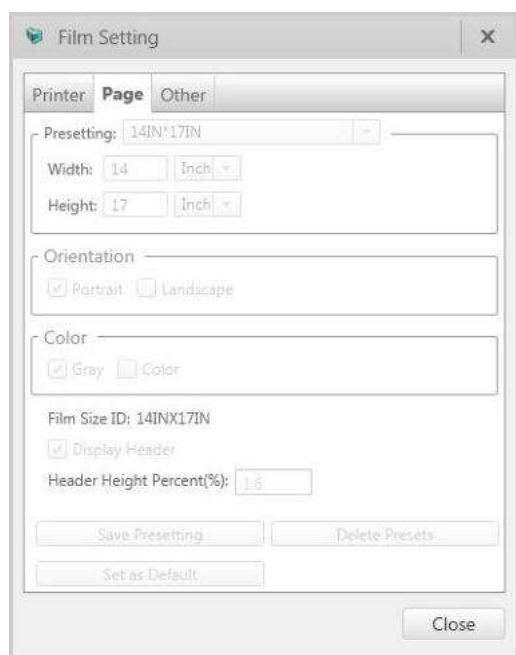 Film Setting
Printer Page Other
Presetting: 14IN*17IN
Width: 14 Inch
Height: 17 Inch
Orientation
Portrait Landscape
Color
Gray Color
Film Size ID: 14INX17IN
Display Header
Header Height Percent(%): 1.6
Save Presetting Delete Presets
Set as Default
Close